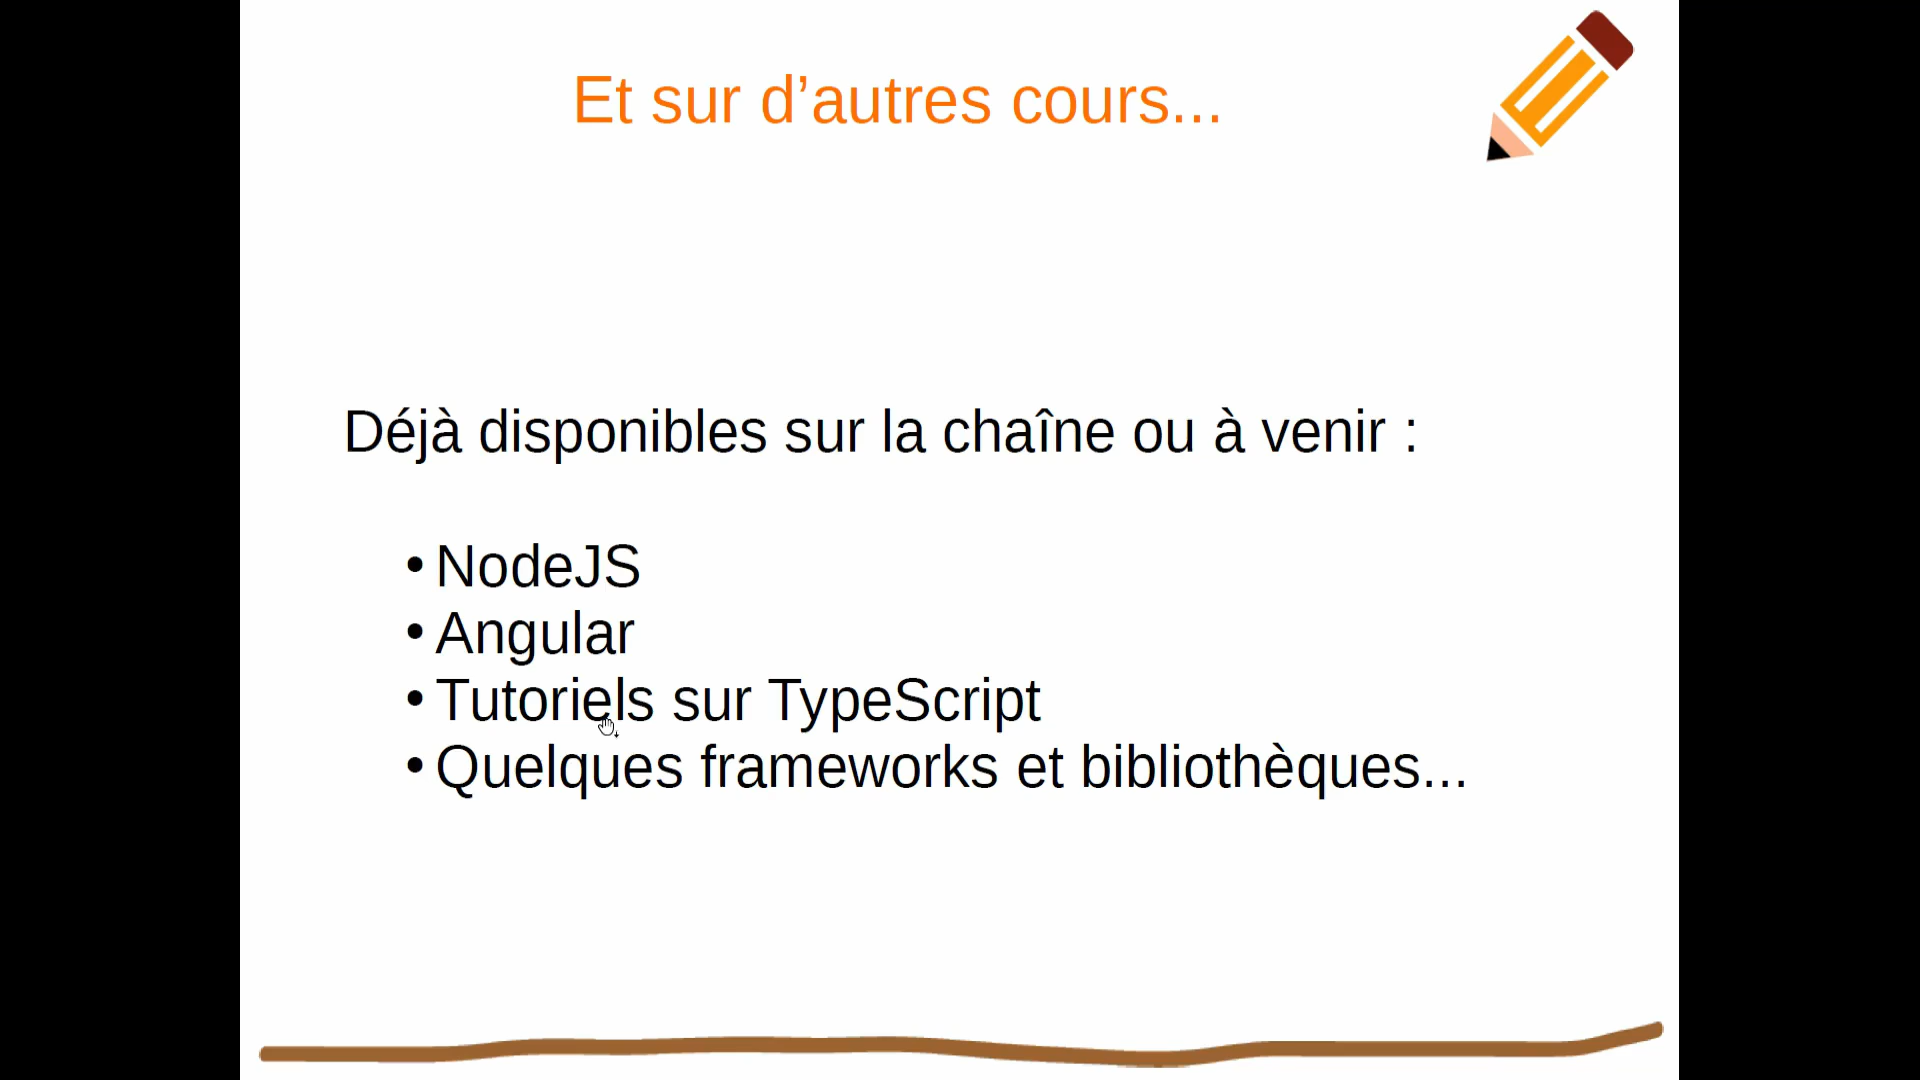 Et sur d’autres cours...
Déjà disponibles sur la chaîne ou à venir :
• NodeJS
• Angular
• Tutoriels sur TypeScript
• Quelques frameworks et bibliothèques...